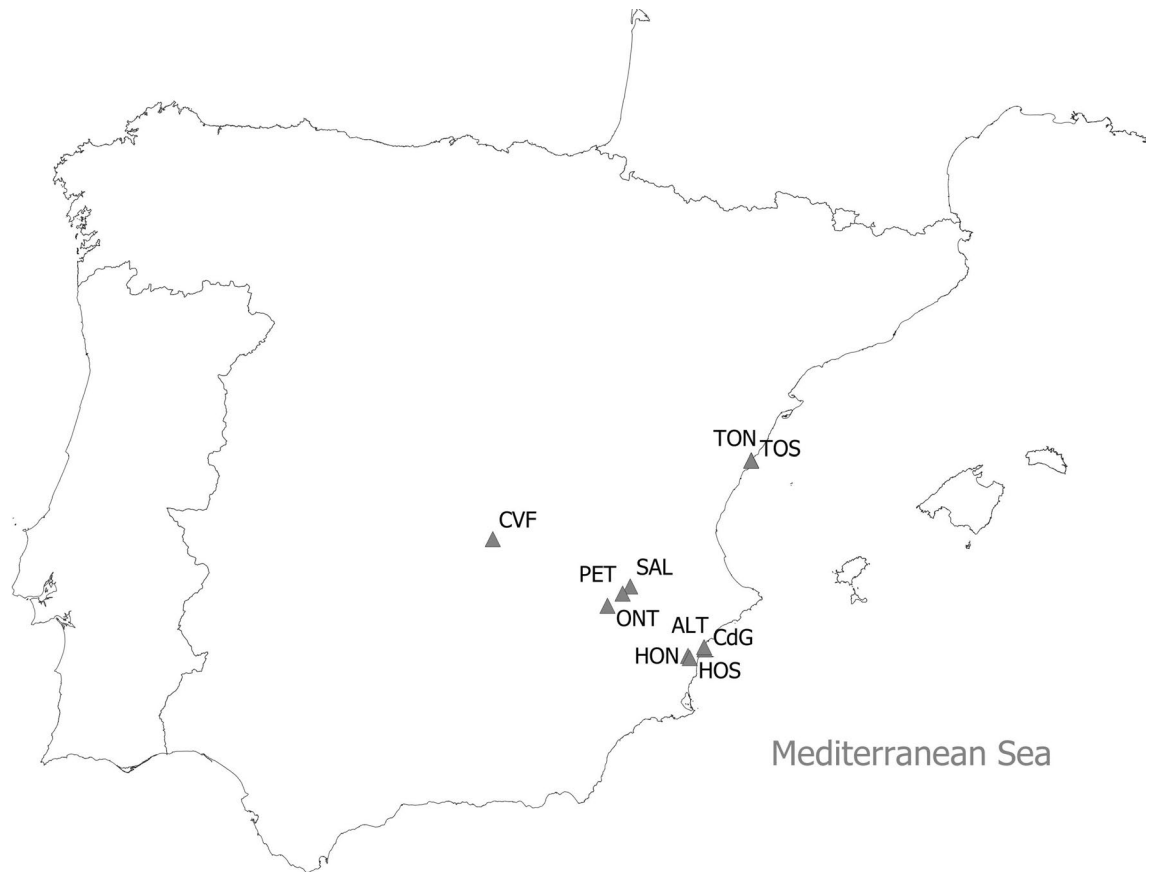 TON
TOS
CVF
SAL
PET
ONT
ALT
CdG
HON
HOS
Mediterranean Sea